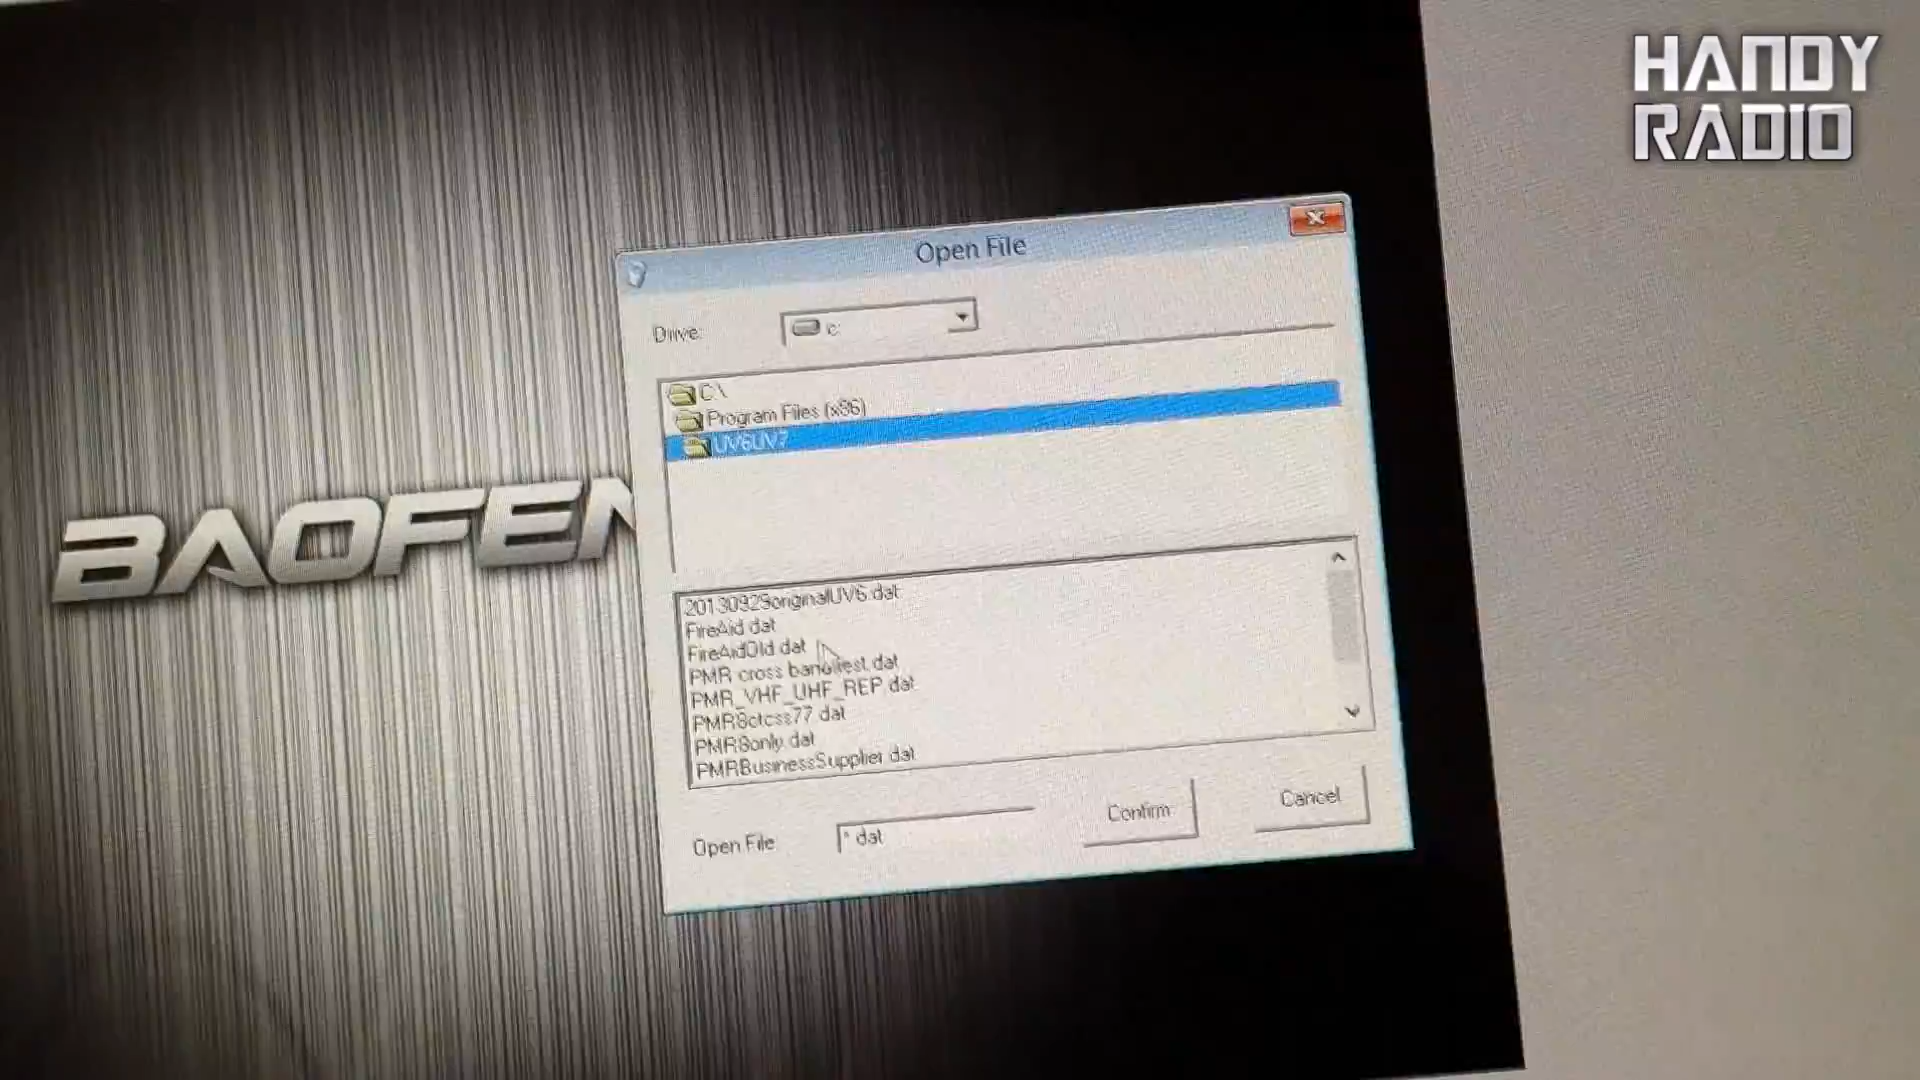 HANDY
RADIO
BAOFEN
Open File
Drive:
c:
C:\
Program Files (x86)
UV6UV7
20130929originalUV6.dat
FireAid.dat
FireAidOld.dat
PMR cross bandtest.dat
PMR_VHF_UHF_REP.dat
PMR8ctcss77.dat
PMR8only.dat
PMRBusinessSupplier.dat
Open File
*.dat
Confirm
Cancel